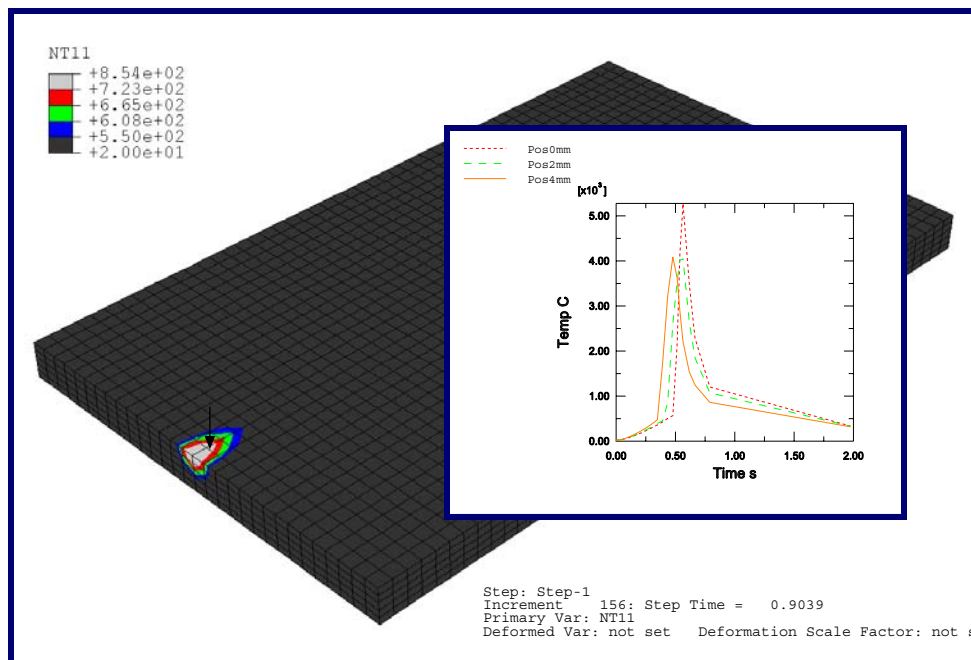 NT11
+8.54e+02
+7.23e+02
+6.65e+02
+6.08e+02
+5.50e+02
+2.00e+01
Pos0mm
Pos2mm
Pos4mm
[x10³]
5.00
4.00
3.00
2.00
1.00
0.00
Temp C
0.00 0.50 1.00 1.50 2.00
Time s
Step: Step-1
Increment 156: Step Time = 0.9039
Primary Var: NT11
Deformed Var: not set Deformation Scale Factor: not s